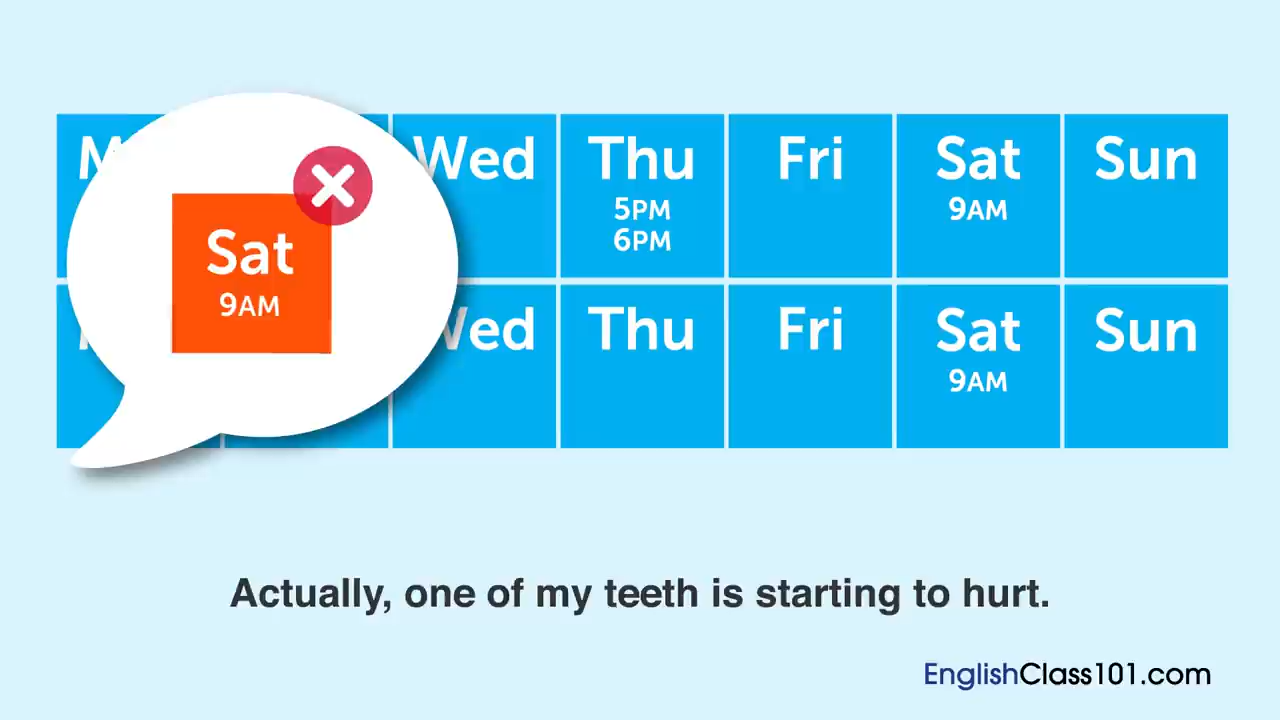 Wed Thu Fri Sat Sun
5PM 9AM
6PM
Sat
9AM
Thu Fri Sat Sun
9AM
Actually, one of my teeth is starting to hurt.
EnglishClass101.com